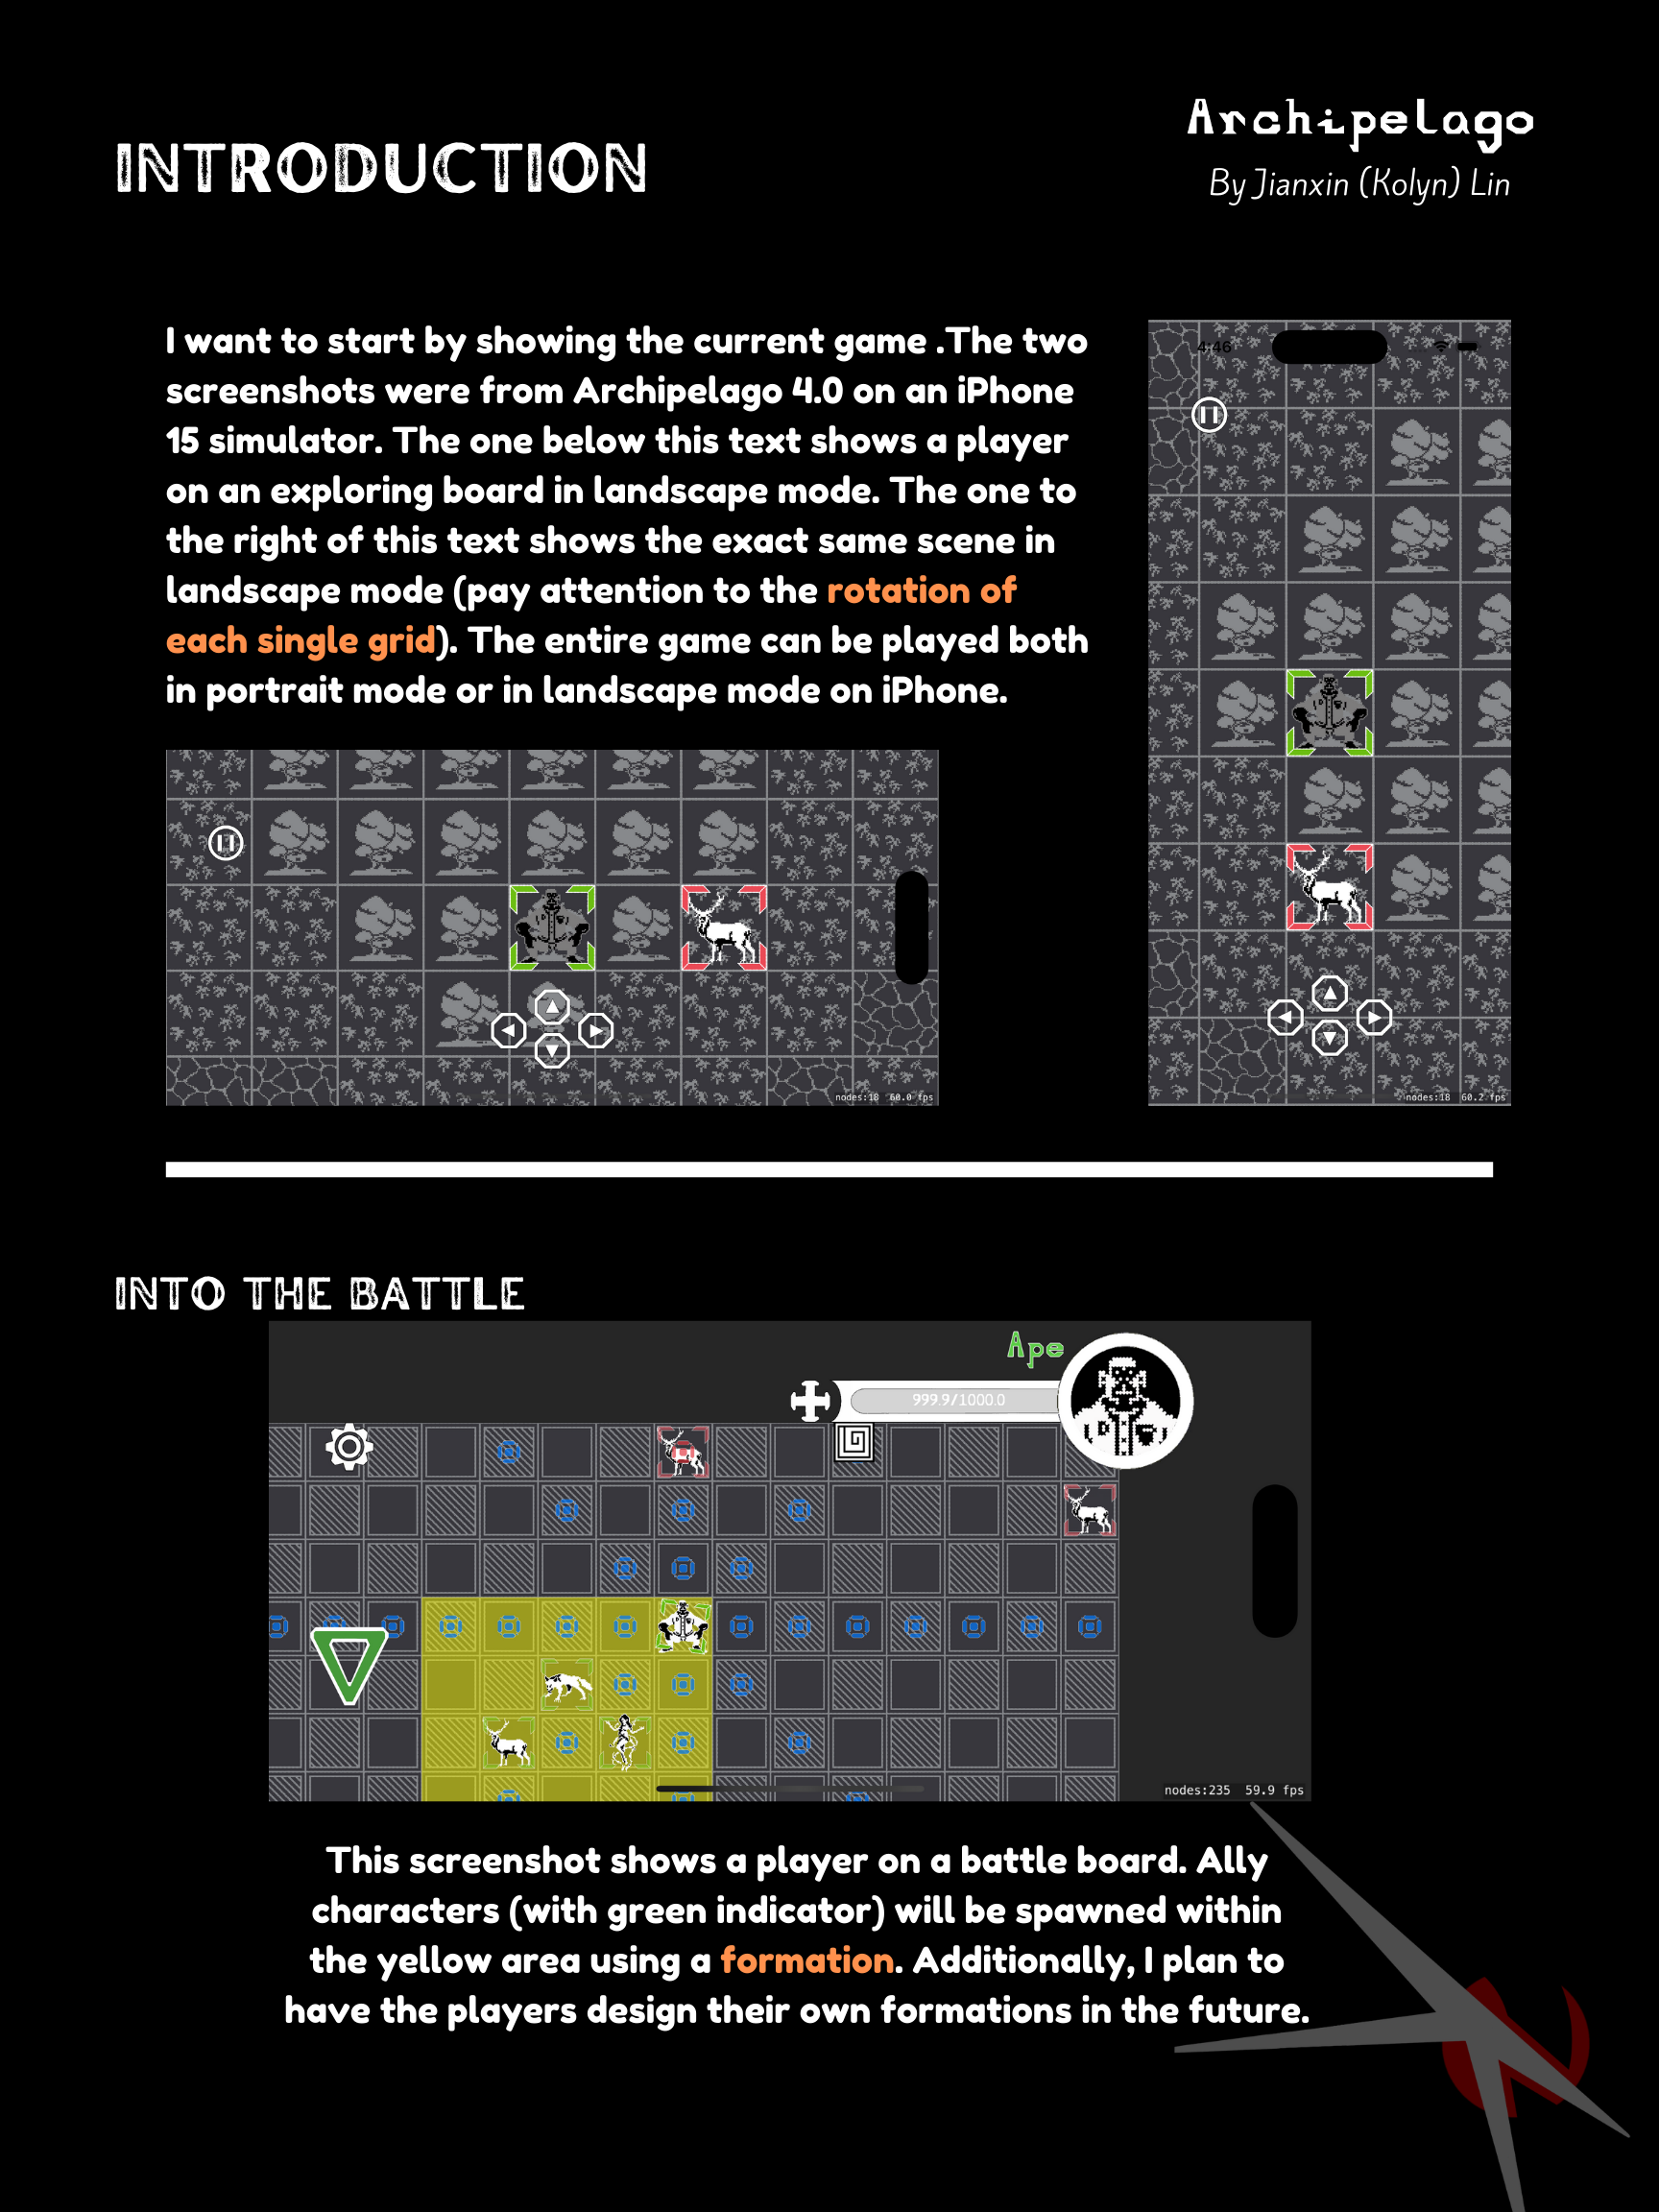 Archipelago
By Jianxin (Kolyn) Lin
INTRODUCTION
I want to start by showing the current game .The two
screenshots were from Archipelago 4.0 on an iPhone
15 simulator. The one below this text shows a player
on an exploring board in landscape mode. The one to
the right of this text shows the exact same scene in
landscape mode (pay attention to the rotation of
each single grid). The entire game can be played both
in portrait mode or in landscape mode on iPhone.
4:46
nodes:18 60.0 fps
nodes:18 60.2 fps
INTO THE BATTLE
Ape
999.9/1000.0
nodes:235 59.9 fps
This screenshot shows a player on a battle board. Ally
characters (with green indicator) will be spawned within
the yellow area using a formation. Additionally, I plan to
have the players design their own formations in the future.